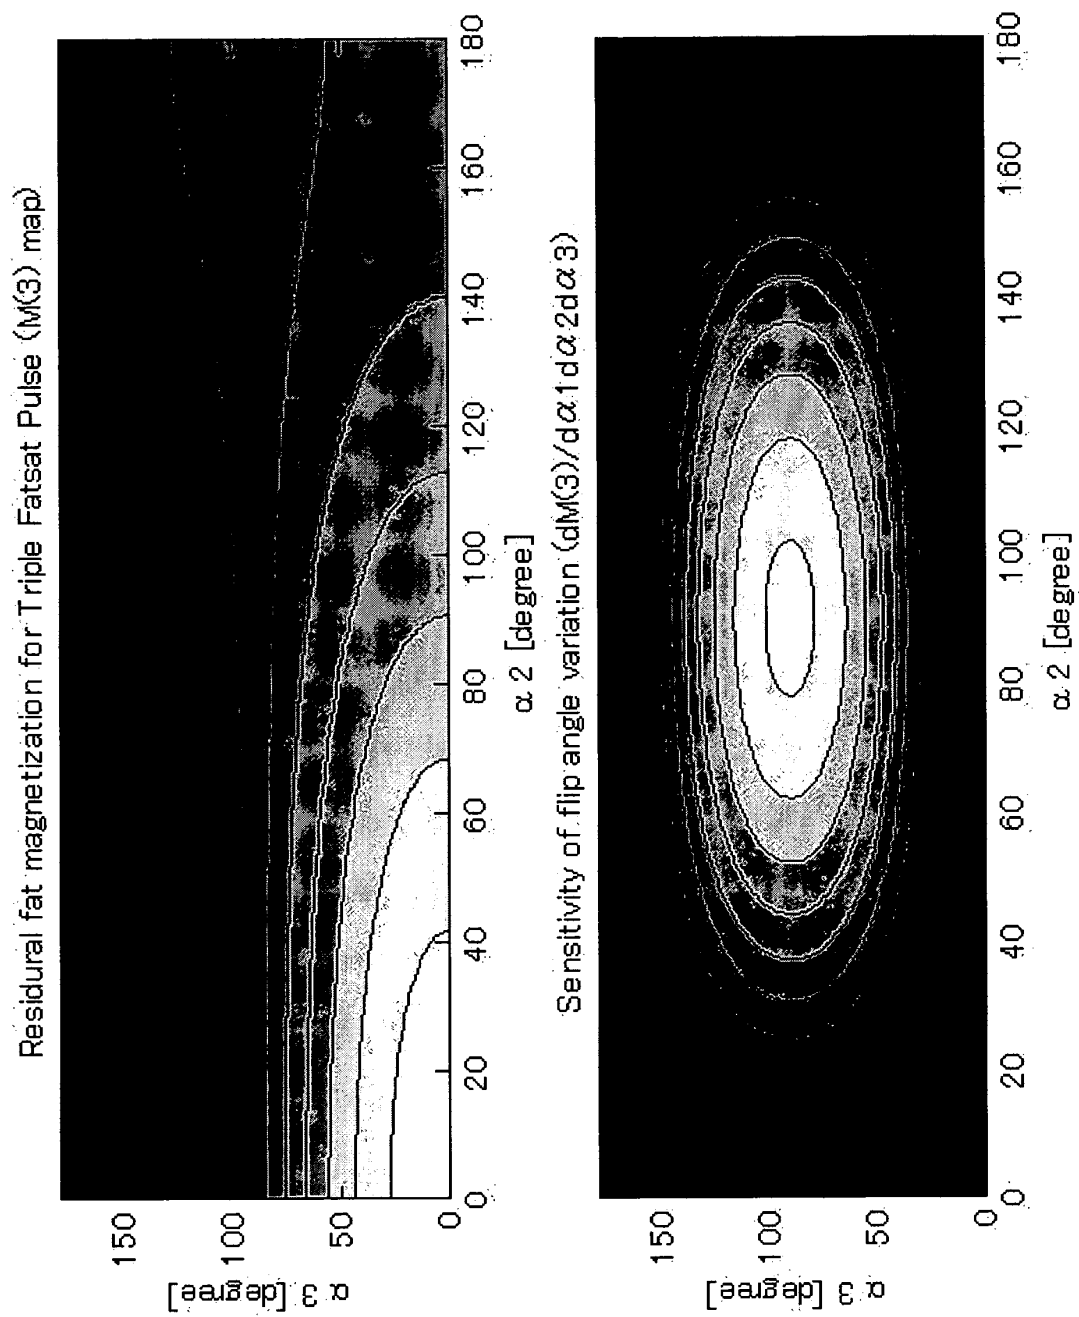 Residural fat magnetization for Triple Fatsat Pulse (M(3) map)
α 3 [degree]
150
100
50
0
0 20 40 60 80 100 120 140 160 180
α 2 [degree]
Sensitivity of flip angle variation (dM(3)/dα1dα2dα3)
α 3 [degree]
150
100
50
0
0 20 40 60 80 100 120 140 160 180
α 2 [degree]